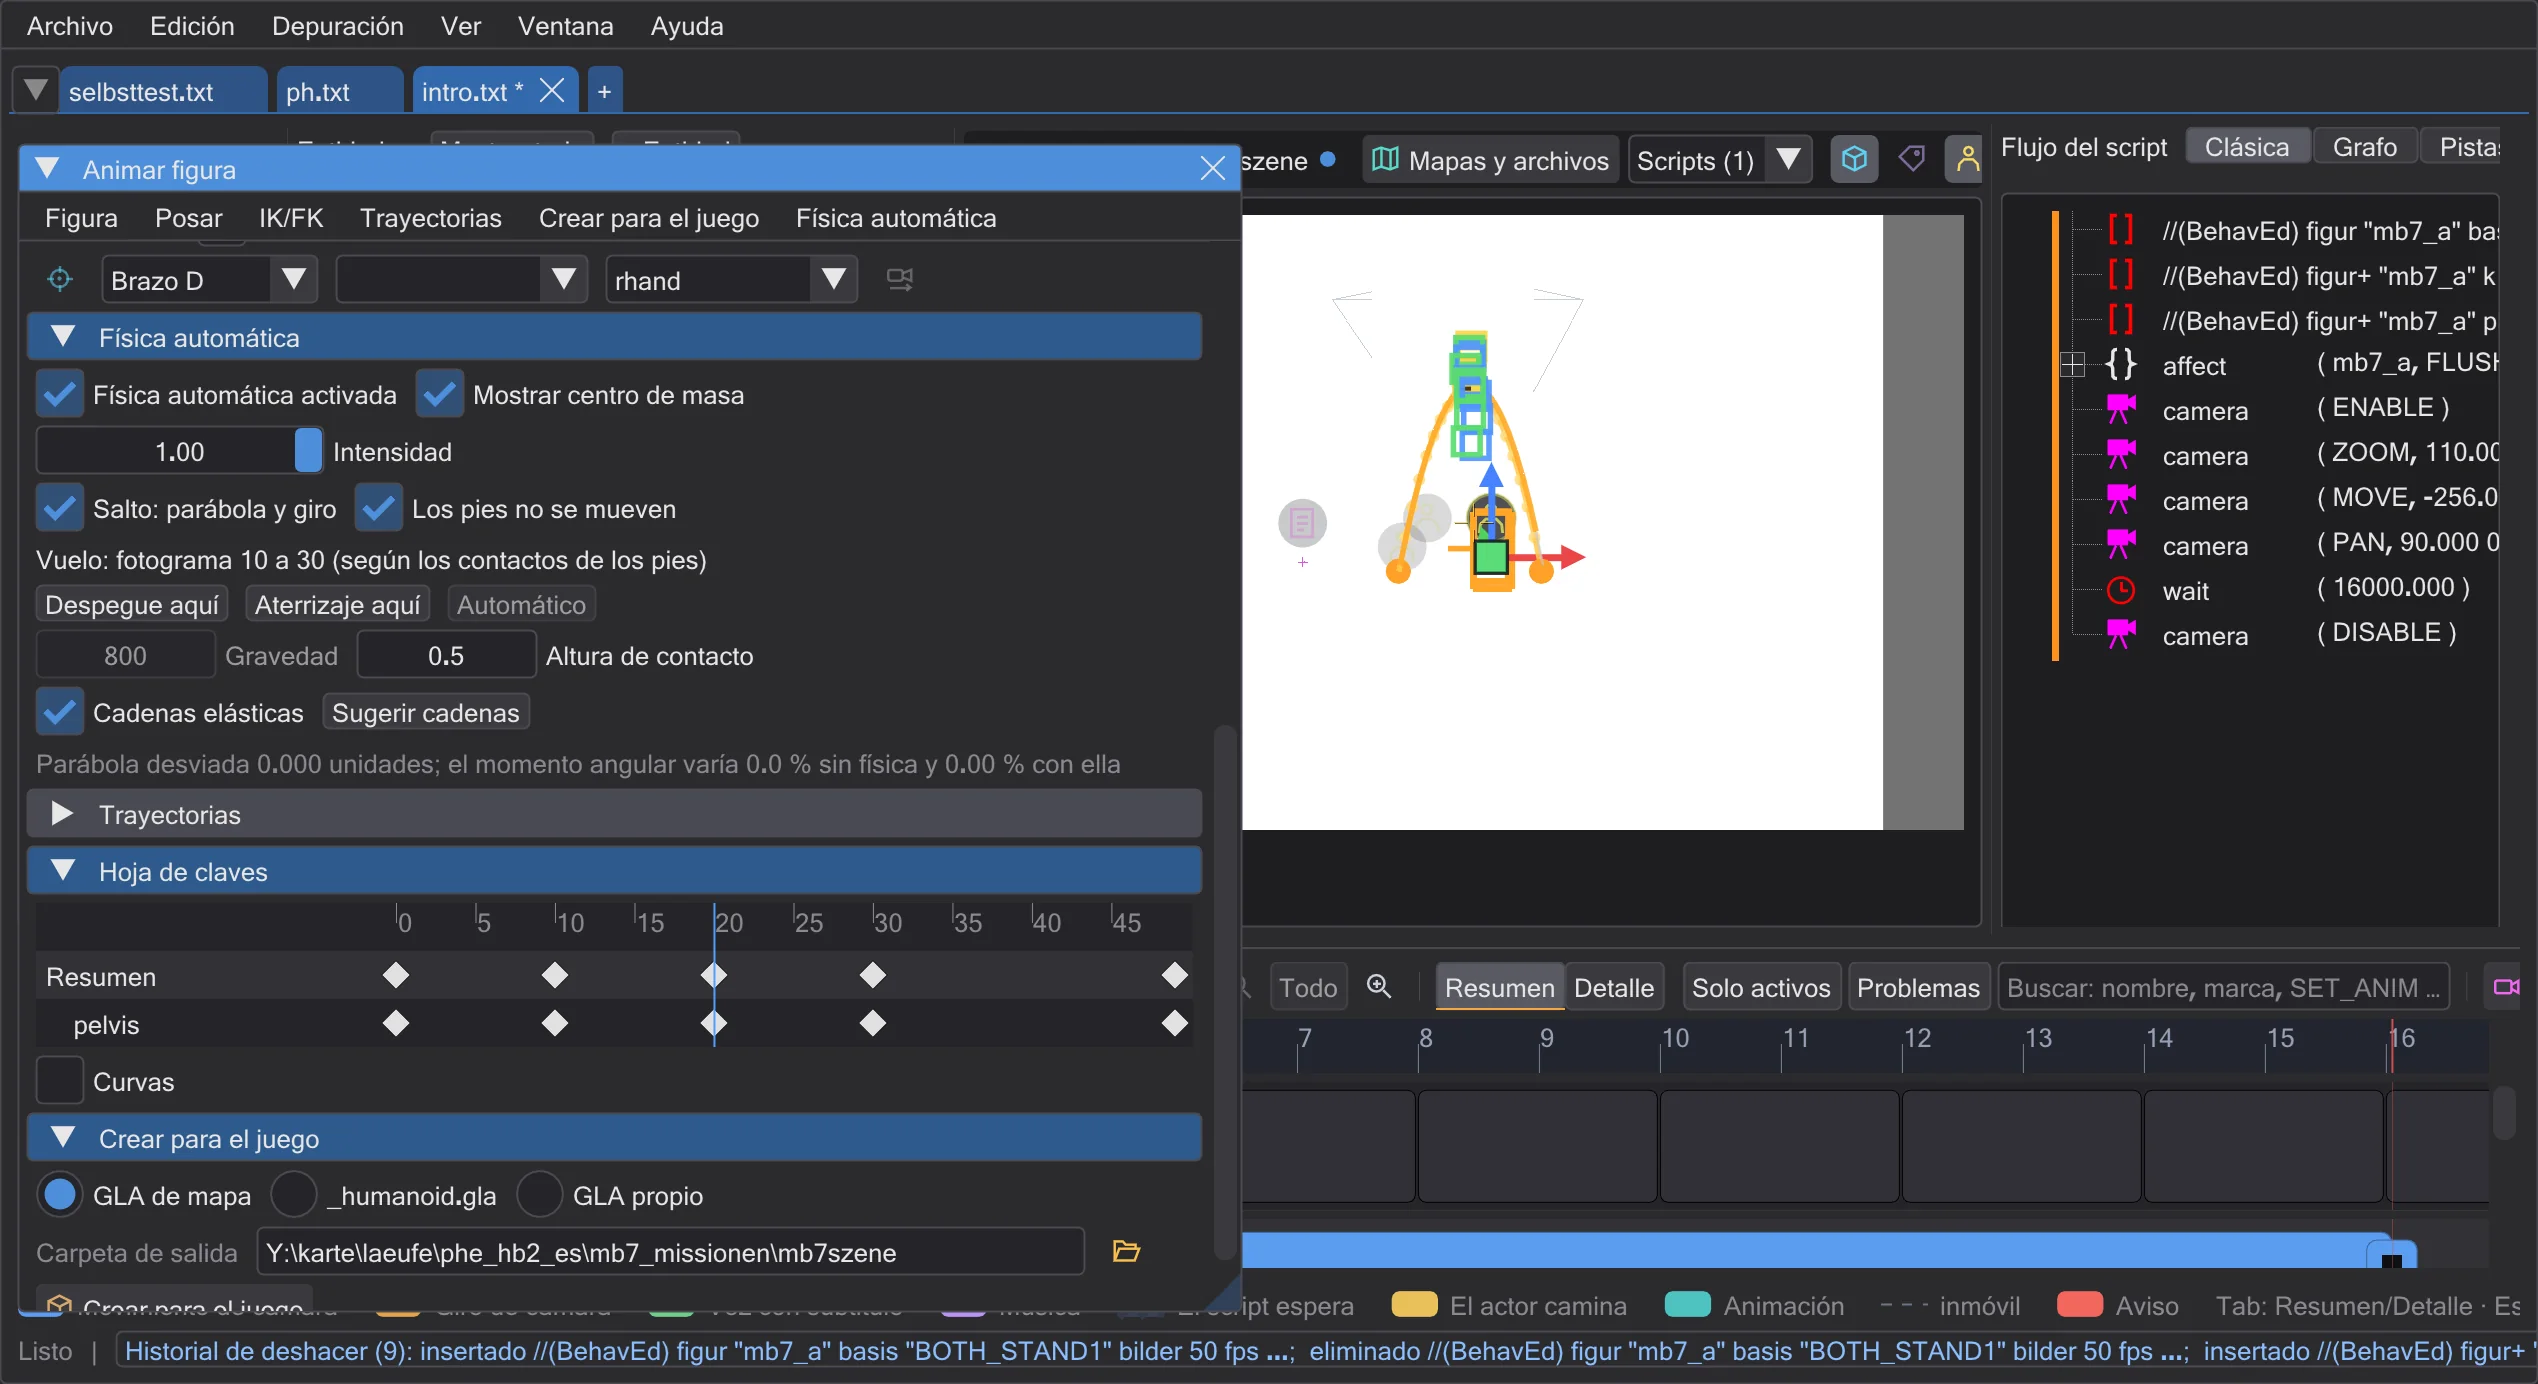 Archivo Edición Depuración Ver Ventana Ayuda
selbsttest.txt ph.txt intro.txt * +
Animar figura
Figura Posar IK/FK Trayectorias Crear para el juego Física automática
Brazo D rhand
Física automática
Física automática activada Mostrar centro de masa
1.00 Intensidad
Salto: parábola y giro Los pies no se mueven
Vuelo: fotograma 10 a 30 (según los contactos de los pies)
Despegue aquí Aterrizaje aquí Automático
800 Gravedad 0.5 Altura de contacto
Cadenas elásticas Sugerir cadenas
Parábola desviada 0.000 unidades; el momento angular varía 0.0 % sin física y 0.00 % con ella
Trayectorias
Hoja de claves
0 5 10 15 20 25 30 35 40 45
Resumen
pelvis
Curvas
Crear para el juego
GLA de mapa _humanoid.gla GLA propio
Carpeta de salida Y:\karte\laeufe\phe_hb2_es\mb7_missionen\mb7szene
Crear para el juego
szene Mapas y archivos Scripts (1)
Flujo del script Clásica Grafo Pistas
//(BehavEd) figur "mb7_a" bas
//(BehavEd) figur+ "mb7_a" k
//(BehavEd) figur+ "mb7_a" p
affect ( mb7_a, FLUSH
camera ( ENABLE )
camera ( ZOOM, 110.00
camera ( MOVE, -256.0
camera ( PAN, 90.000 0
wait ( 16000.000 )
camera ( DISABLE )
Todo Resumen Detalle Solo activos Problemas Buscar: nombre, marca, SET_ANIM ...
7 8 9 10 11 12 13 14 15 16
script espera El actor camina Animación inmóvil Aviso Tab: Resumen/Detalle · Es
Listo | Historial de deshacer (9): insertado //(BehavEd) figur "mb7_a" basis "BOTH_STAND1" bilder 50 fps ...; eliminado //(BehavEd) figur "mb7_a" basis "BOTH_STAND1" bilder 50 fps ...; insertado //(BehavEd) figur+ "